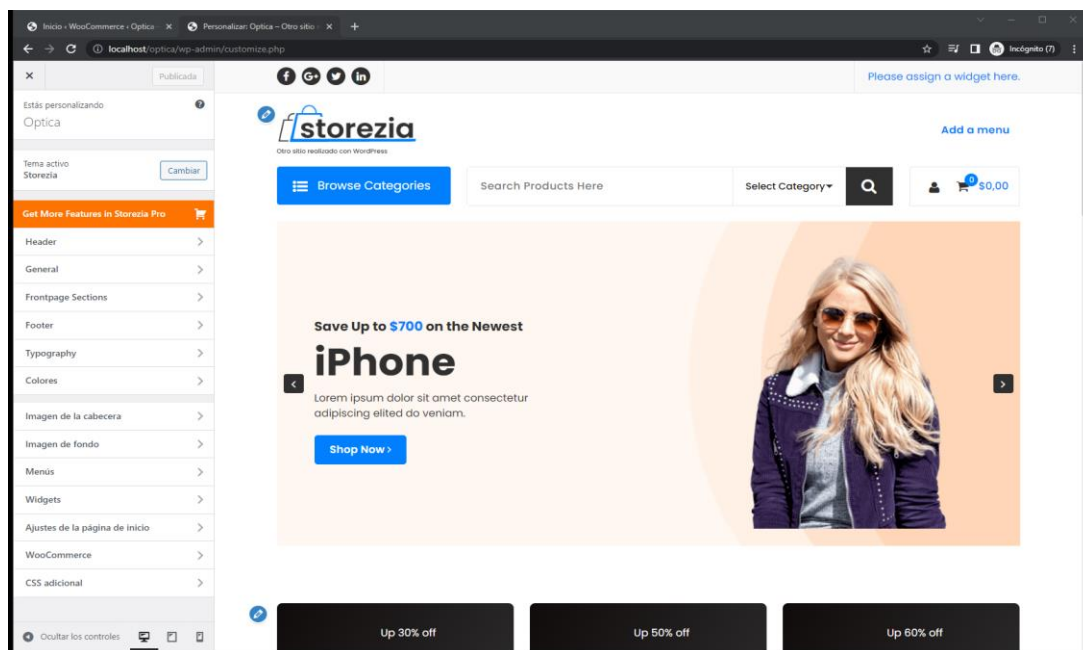 Inicio ‹ WooCommerce ‹ Optica
Personalizar: Optica – Otro sitio
localhost/optica/wp-admin/customize.php
Incógnito (7)
Publicada
Estás personalizando
Optica
Tema activo
Storezia
Cambiar
Get More Features in Storezia Pro
Header
General
Frontpage Sections
Footer
Typography
Colores
Imagen de la cabecera
Imagen de fondo
Menús
Widgets
Ajustes de la página de inicio
WooCommerce
CSS adicional
Ocultar los controles
Please assign a widget here.
storezia
Otro sitio realizado con WordPress
Add a menu
Browse Categories
Search Products Here
Select Category
0
$0,00
Save Up to $700 on the Newest
iPhone
Lorem ipsum dolor sit amet consectetur
adipiscing elited do veniam.
Shop Now
Up 30% off
Up 50% off
Up 60% off